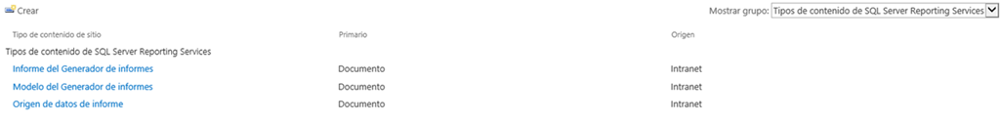 Crear Mostrar grupo: Tipos de contenido de SQL Server Reporting Services
Tipo de contenido de sitio Primario Origen
Tipos de contenido de SQL Server Reporting Services
Informe del Generador de informes Documento Intranet
Modelo del Generador de informes Documento Intranet
Origen de datos de informe Documento Intranet